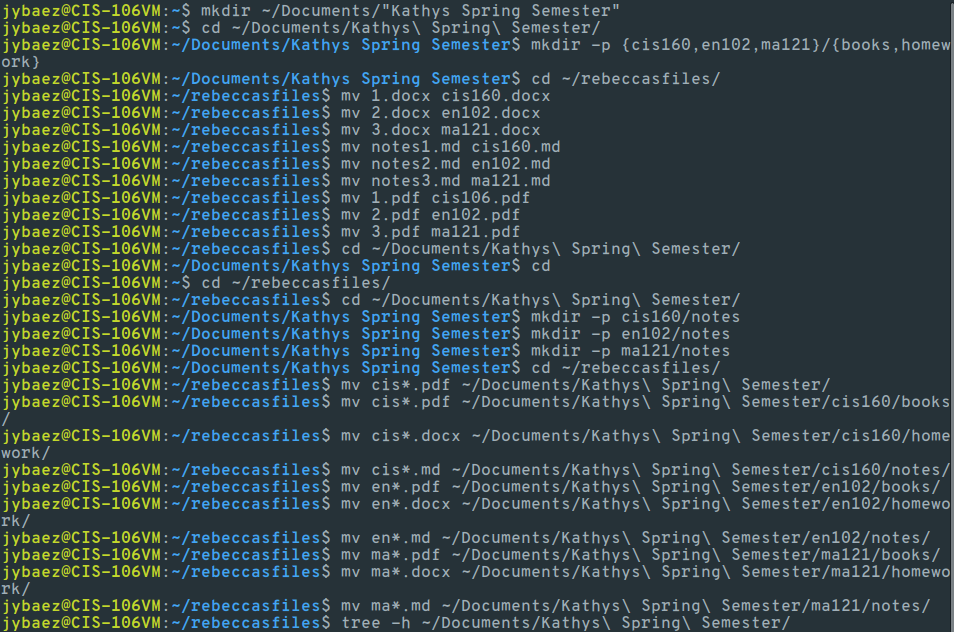 jybaez@CIS-106VM:~$ mkdir ~/Documents/"Kathys Spring Semester"
jybaez@CIS-106VM:~$ cd ~/Documents/Kathys\ Spring\ Semester/
jybaez@CIS-106VM:~/Documents/Kathys Spring Semester$ mkdir -p {cis160,en102,ma121}/{books,homew
ork}
jybaez@CIS-106VM:~/Documents/Kathys Spring Semester$ cd ~/rebeccasfiles/
jybaez@CIS-106VM:~/rebeccasfiles$ mv 1.docx cis160.docx
jybaez@CIS-106VM:~/rebeccasfiles$ mv 2.docx en102.docx
jybaez@CIS-106VM:~/rebeccasfiles$ mv 3.docx ma121.docx
jybaez@CIS-106VM:~/rebeccasfiles$ mv notes1.md cis160.md
jybaez@CIS-106VM:~/rebeccasfiles$ mv notes2.md en102.md
jybaez@CIS-106VM:~/rebeccasfiles$ mv notes3.md ma121.md
jybaez@CIS-106VM:~/rebeccasfiles$ mv 1.pdf cis106.pdf
jybaez@CIS-106VM:~/rebeccasfiles$ mv 2.pdf en102.pdf
jybaez@CIS-106VM:~/rebeccasfiles$ mv 3.pdf ma121.pdf
jybaez@CIS-106VM:~/rebeccasfiles$ cd ~/Documents/Kathys\ Spring\ Semester/
jybaez@CIS-106VM:~/Documents/Kathys Spring Semester$ cd
jybaez@CIS-106VM:~$ cd ~/rebeccasfiles/
jybaez@CIS-106VM:~/rebeccasfiles$ cd ~/Documents/Kathys\ Spring\ Semester/
jybaez@CIS-106VM:~/Documents/Kathys Spring Semester$ mkdir -p cis160/notes
jybaez@CIS-106VM:~/Documents/Kathys Spring Semester$ mkdir -p en102/notes
jybaez@CIS-106VM:~/Documents/Kathys Spring Semester$ mkdir -p ma121/notes
jybaez@CIS-106VM:~/Documents/Kathys Spring Semester$ cd ~/rebeccasfiles/
jybaez@CIS-106VM:~/rebeccasfiles$ mv cis*.pdf ~/Documents/Kathys\ Spring\ Semester/
jybaez@CIS-106VM:~/rebeccasfiles$ mv cis*.pdf ~/Documents/Kathys\ Spring\ Semester/cis160/books
/
jybaez@CIS-106VM:~/rebeccasfiles$ mv cis*.docx ~/Documents/Kathys\ Spring\ Semester/cis160/home
work/
jybaez@CIS-106VM:~/rebeccasfiles$ mv cis*.md ~/Documents/Kathys\ Spring\ Semester/cis160/notes/
jybaez@CIS-106VM:~/rebeccasfiles$ mv en*.pdf ~/Documents/Kathys\ Spring\ Semester/en102/books/
jybaez@CIS-106VM:~/rebeccasfiles$ mv en*.docx ~/Documents/Kathys\ Spring\ Semester/en102/homewo
rk/
jybaez@CIS-106VM:~/rebeccasfiles$ mv en*.md ~/Documents/Kathys\ Spring\ Semester/en102/notes/
jybaez@CIS-106VM:~/rebeccasfiles$ mv ma*.pdf ~/Documents/Kathys\ Spring\ Semester/ma121/books/
jybaez@CIS-106VM:~/rebeccasfiles$ mv ma*.docx ~/Documents/Kathys\ Spring\ Semester/ma121/homewo
rk/
jybaez@CIS-106VM:~/rebeccasfiles$ mv ma*.md ~/Documents/Kathys\ Spring\ Semester/ma121/notes/
jybaez@CIS-106VM:~/rebeccasfiles$ tree -h ~/Documents/Kathys\ Spring\ Semester/